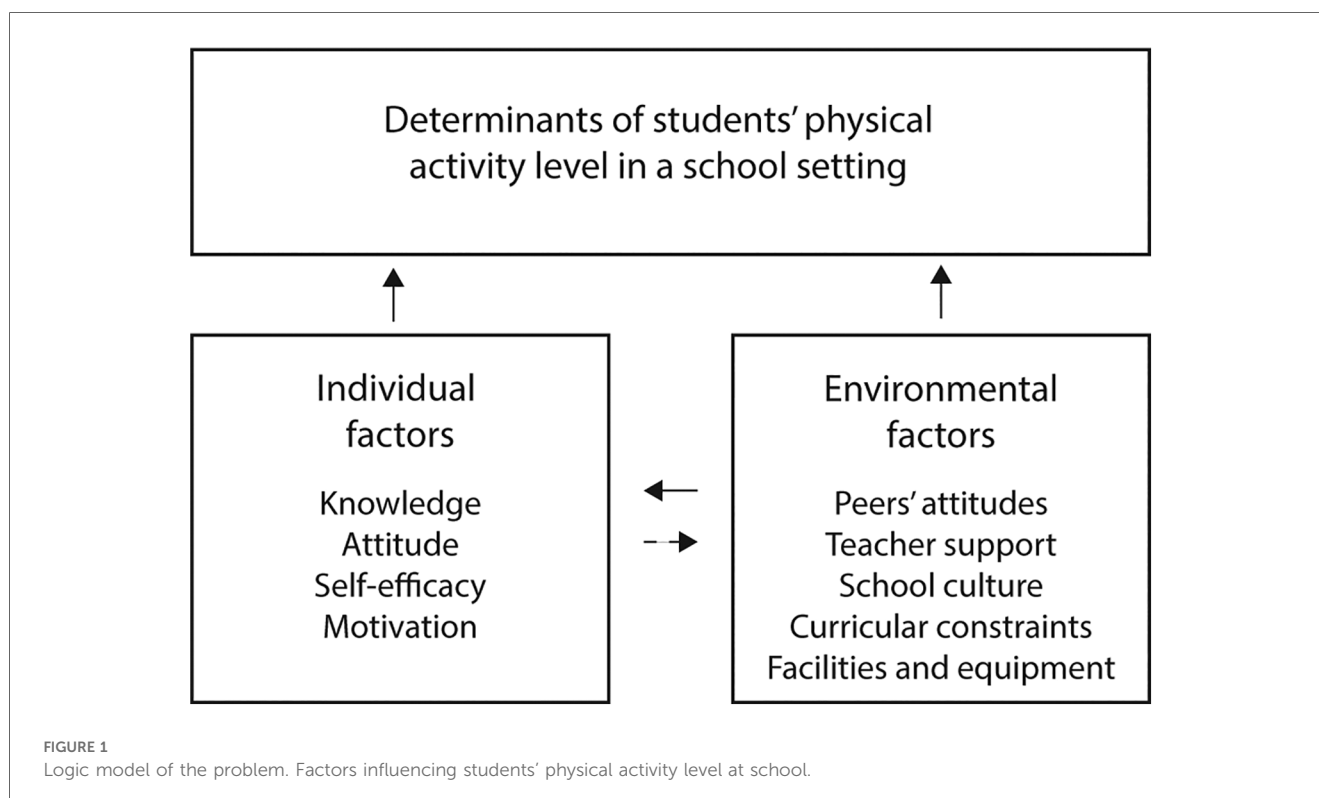 Determinants of students' physical
activity level in a school setting
Individual
factors
Knowledge
Attitude
Self-efficacy
Motivation
Environmental
factors
Peers' attitudes
Teacher support
School culture
Curricular constraints
Facilities and equipment
FIGURE 1
Logic model of the problem. Factors influencing students' physical activity level at school.